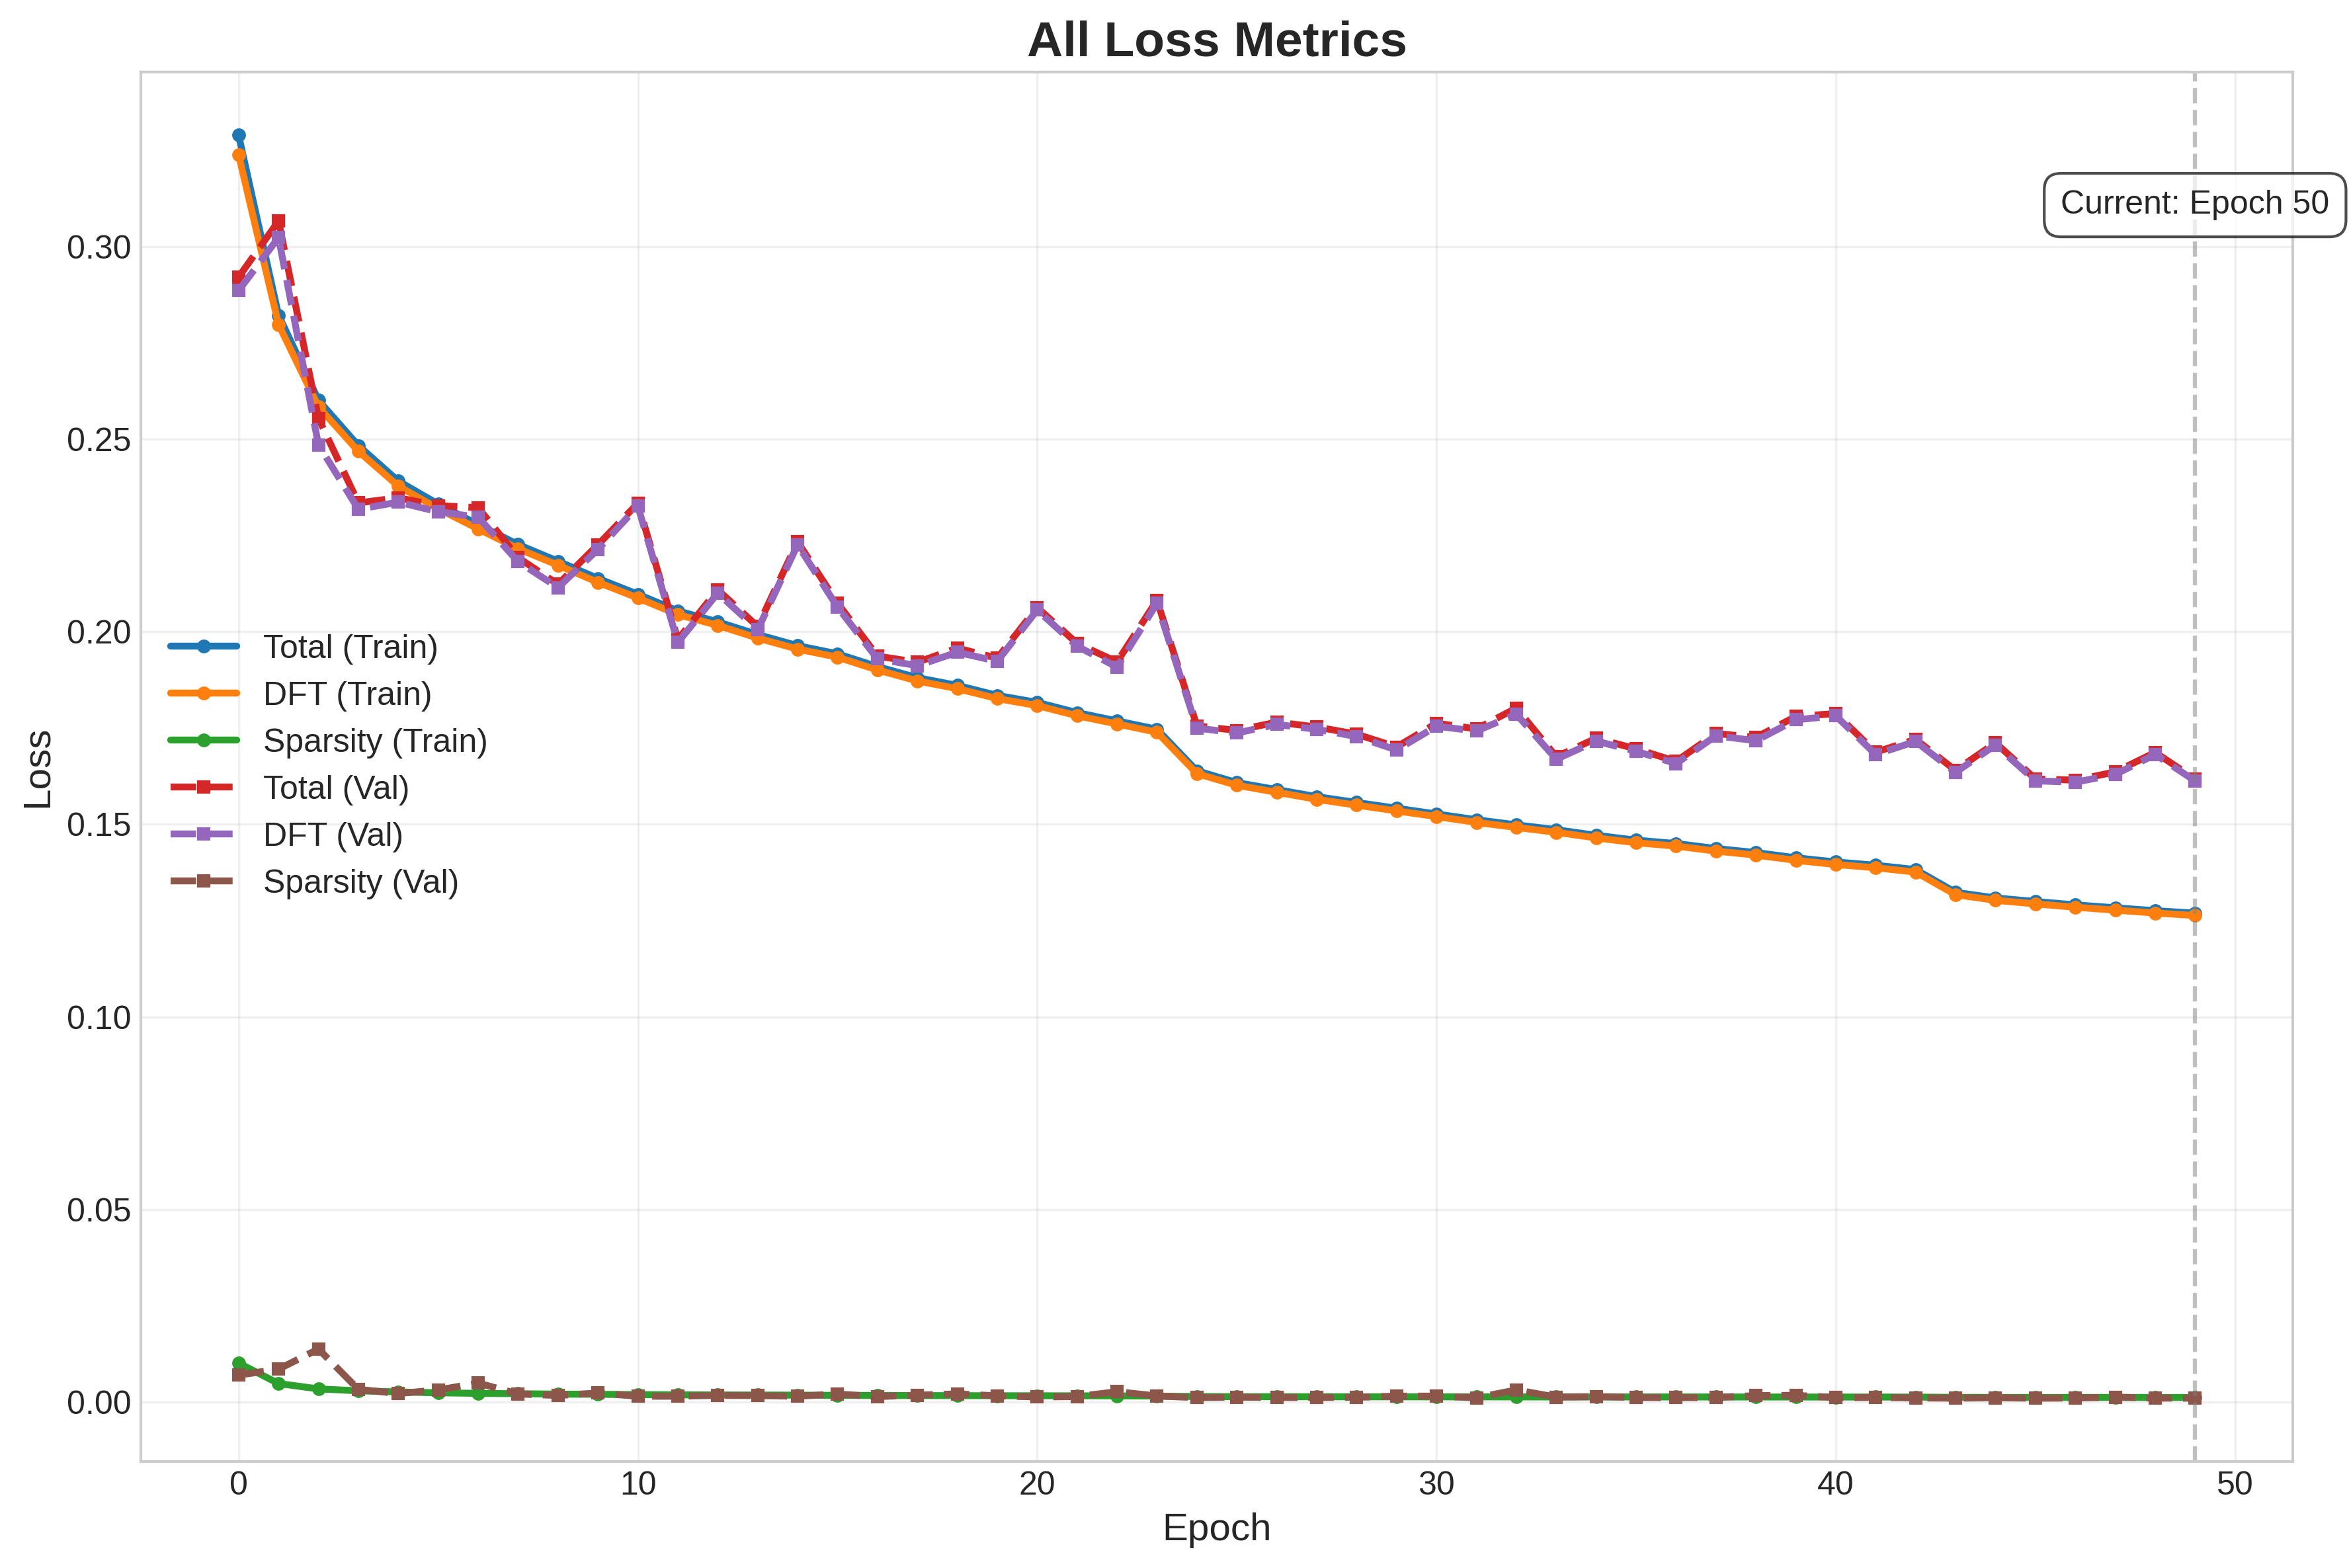 All Loss Metrics
Current: Epoch 50
0.30
0.25
0.20
0.15
0.10
0.05
0.00
Loss
Total (Train)
DFT (Train)
Sparsity (Train)
Total (Val)
DFT (Val)
Sparsity (Val)
0 10 20 30 40 50
Epoch